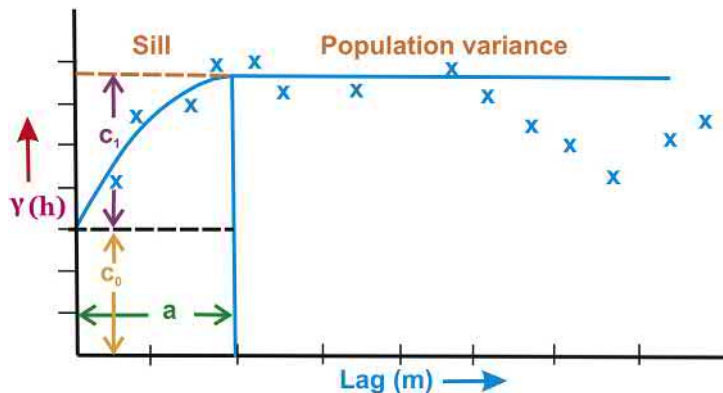 Sill
Population variance
c₁
γ(h)
c₀
a
Lag (m)